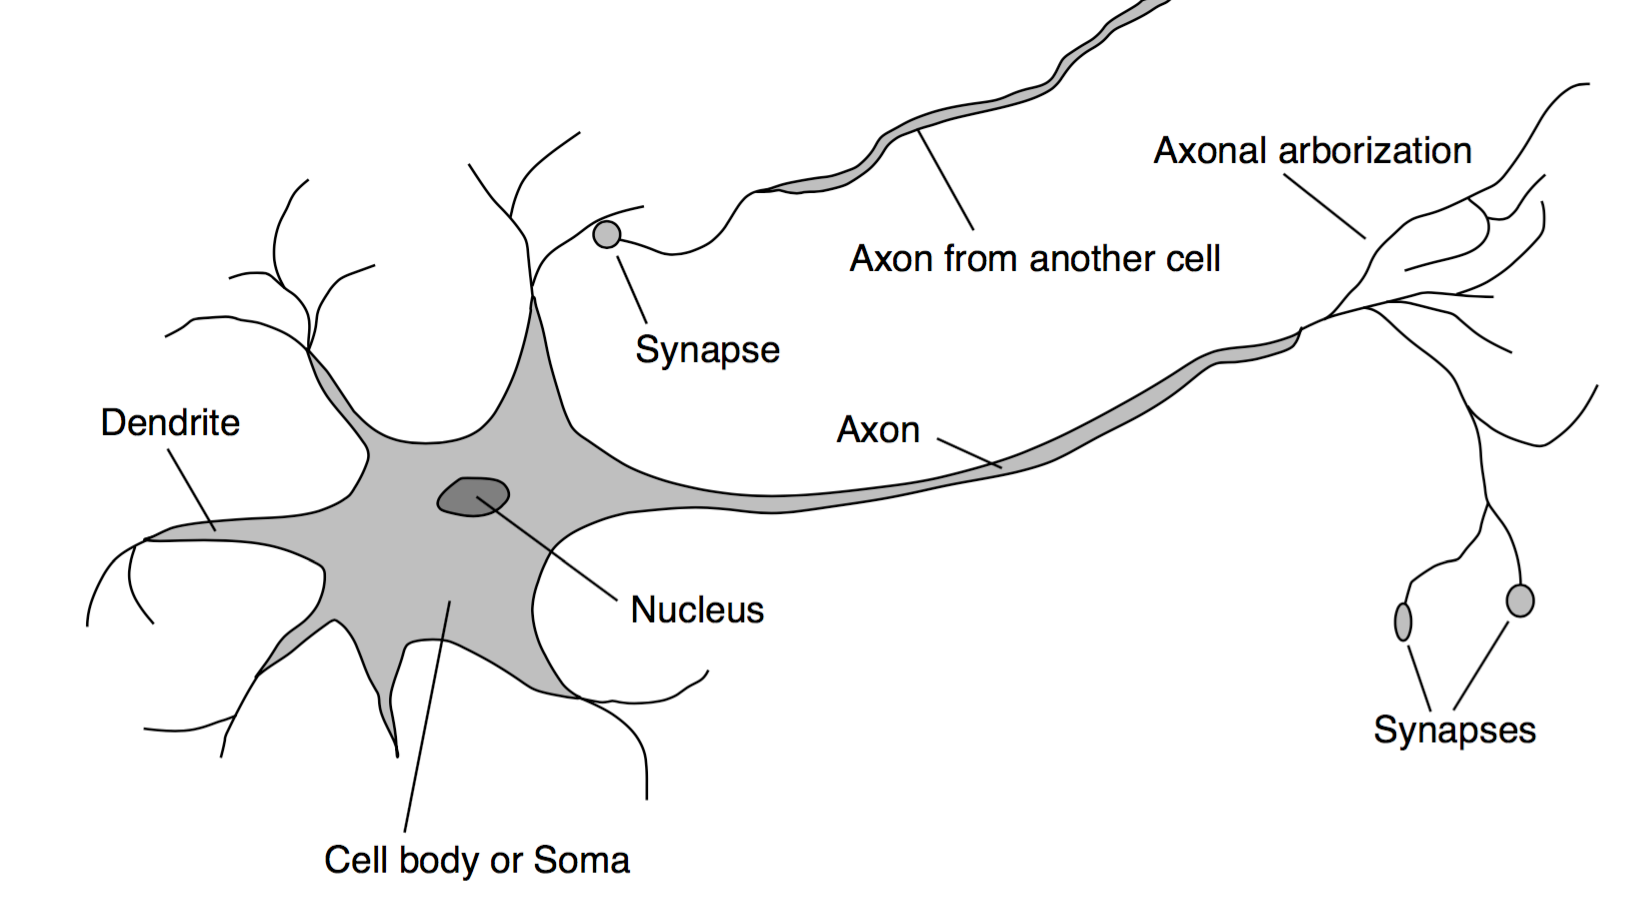 Axonal arborization
Axon from another cell
Synapse
Dendrite
Axon
Nucleus
Synapses
Cell body or Soma